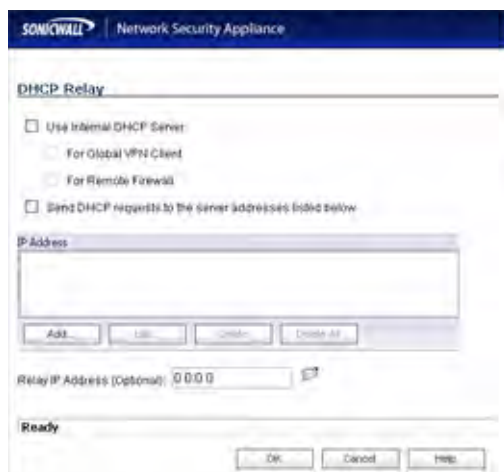 SONICWALL Network Security Appliance
DHCP Relay
Use Internal DHCP Server
For Global VPN Client
For Remote Firewall
Send DHCP requests to the server addresses listed below
IP Address
Add... Edit... Delete Delete All
Relay IP Address (Optional): 0.0.0.0
Ready
OK Cancel Help